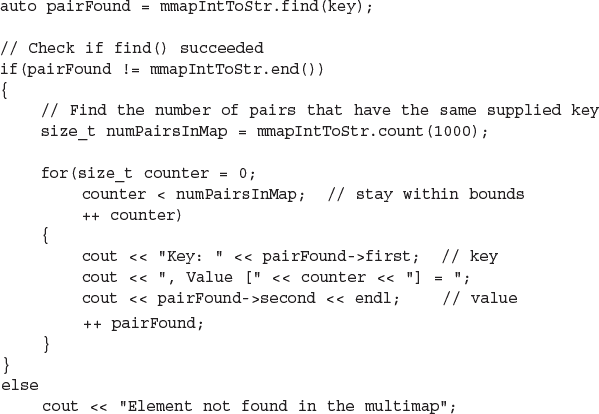 auto pairFound = mmapIntToStr.find(key);

// Check if find() succeeded
if(pairFound != mmapIntToStr.end())
{
    // Find the number of pairs that have the same supplied key
    size_t numPairsInMap = mmapIntToStr.count(1000);

    for(size_t counter = 0;
        counter < numPairsInMap;  // stay within bounds
        ++ counter)
    {
        cout << "Key: " << pairFound->first;  // key
        cout << ", Value [" << counter << "] = ";
        cout << pairFound->second << endl;    // value
        ++ pairFound;
    }
}
else
    cout << "Element not found in the multimap";